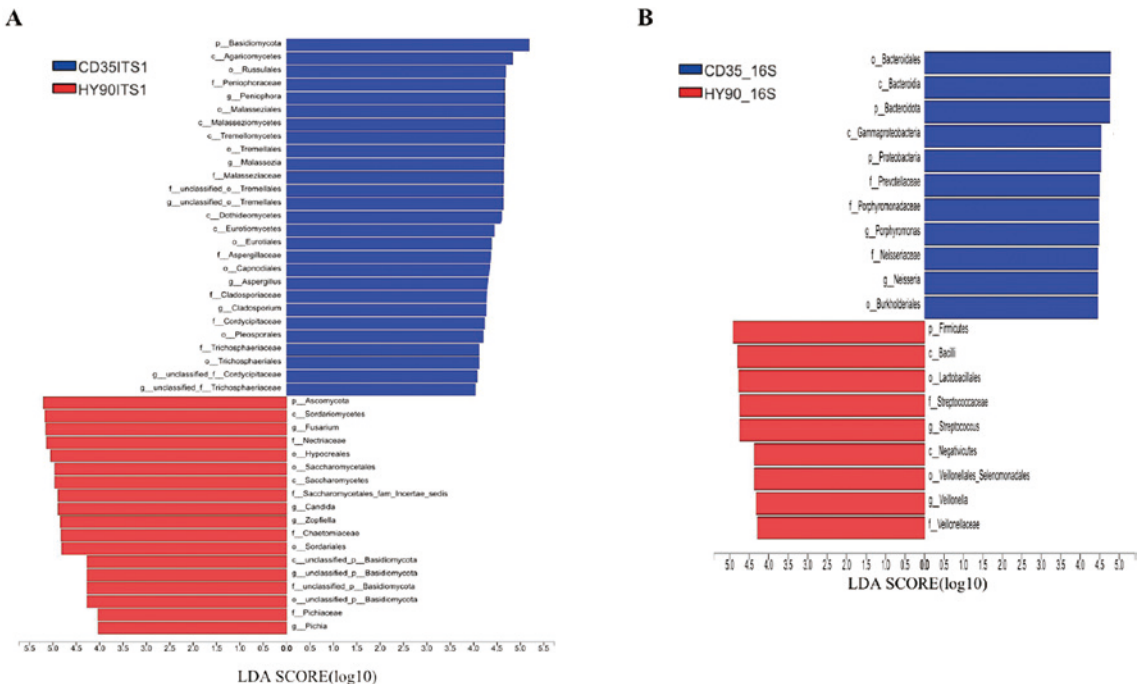 A
CD35ITS1
HY90ITS1
p__Basidiomycota
c__Agaricomycetes
o__Russulales
f__Peniophoraceae
g__Peniophora
o__Malasseziales
c__Malasseziomycetes
c__Tremellomycetes
o__Tremellales
g__Malassezia
f__Malasseziaceae
f__unclassified_o__Tremellales
g__unclassified_o__Tremellales
c__Dothideomycetes
c__Eurotiomycetes
o__Eurotiales
f__Aspergillaceae
o__Capnodiales
g__Aspergillus
f__Cladosporiaceae
g__Cladosporium
f__Cordycipitaceae
o__Pleosporales
f__Trichosphaeriaceae
o__Trichosphaeriales
g__unclassified_f__Cordycipitaceae
g__unclassified_f__Trichosphaeriaceae
p__Ascomycota
c__Sordariomycetes
g__Fusarium
f__Nectriaceae
o__Hypocreales
o__Saccharomycetales
c__Saccharomycetes
f__Saccharomycetales_fam_Incertae_sedis
g__Candida
g__Zopfiella
f__Chaetomiaceae
o__Sordariales
c__unclassified_p__Basidiomycota
g__unclassified_p__Basidiomycota
f__unclassified_p__Basidiomycota
o__unclassified_p__Basidiomycota
f__Pichiaceae
g__Pichia
5.5 5.0 4.5 4.0 3.5 3.0 2.5 2.0 1.5 1.0 0.5 0.0 0.5 1.0 1.5 2.0 2.5 3.0 3.5 4.0 4.5 5.0 5.5
LDA SCORE(log10)
B
CD35_16S
HY90_16S
o__Bacteroidales
c__Bacteroidia
p__Bacteroidota
c__Gammaproteobacteria
p__Proteobacteria
f__Prevotellaceae
f__Porphyromonadaceae
g__Porphyromonas
f__Neisseriaceae
g__Neisseria
o__Burkholderiales
p__Firmicutes
c__Bacilli
o__Lactobacillales
f__Streptococcaceae
g__Streptococcus
c__Negativicutes
o__Veillonellales_Selenomonadales
g__Veillonella
f__Veillonellaceae
5.0 4.5 4.0 3.5 3.0 2.5 2.0 1.5 1.0 0.5 0.0 0.5 1.0 1.5 2.0 2.5 3.0 3.5 4.0 4.5 5.0
LDA SCORE(log10)